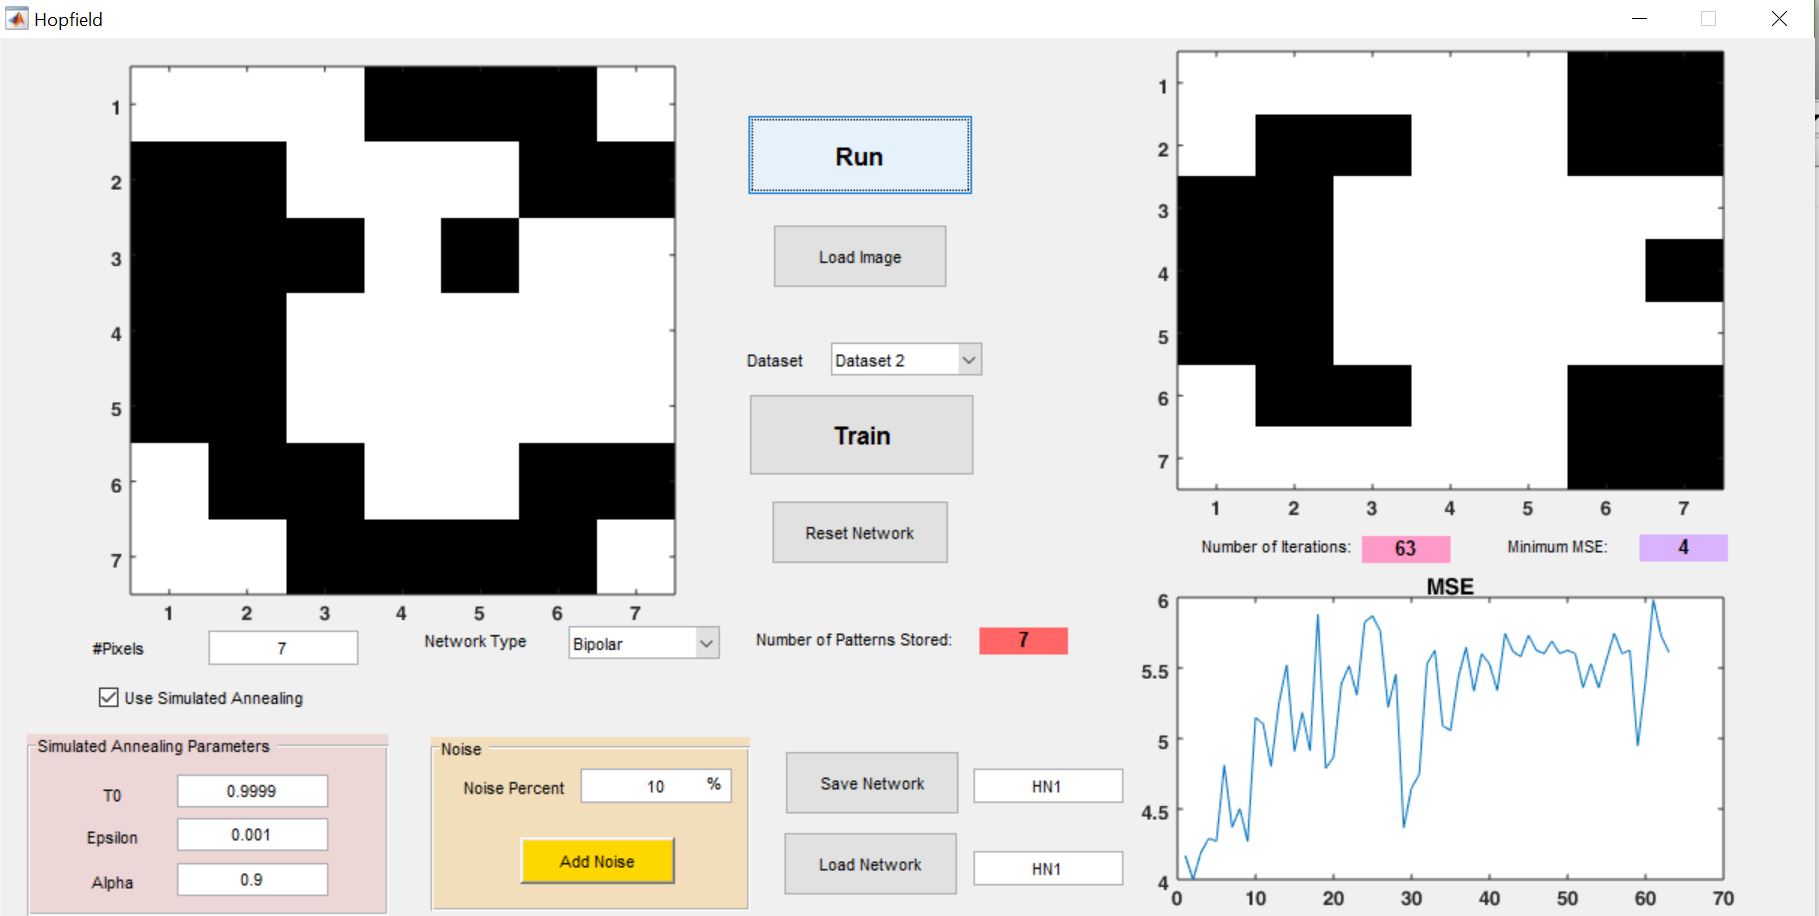 Hopfield
1
2
3
4
5
6
7
1 2 3 4 5 6 7
#Pixels 7
Network Type Bipolar
Use Simulated Annealing
Simulated Annealing Parameters
T0 0.9999
Epsilon 0.001
Alpha 0.9
Noise
Noise Percent 10 %
Add Noise
Run
Load Image
Dataset Dataset 2
Train
Reset Network
Number of Patterns Stored: 7
Save Network HN1
Load Network HN1
1
2
3
4
5
6
7
1 2 3 4 5 6 7
Number of Iterations: 63 Minimum MSE: 4
MSE
6
5.5
5
4.5
4
0 10 20 30 40 50 60 70